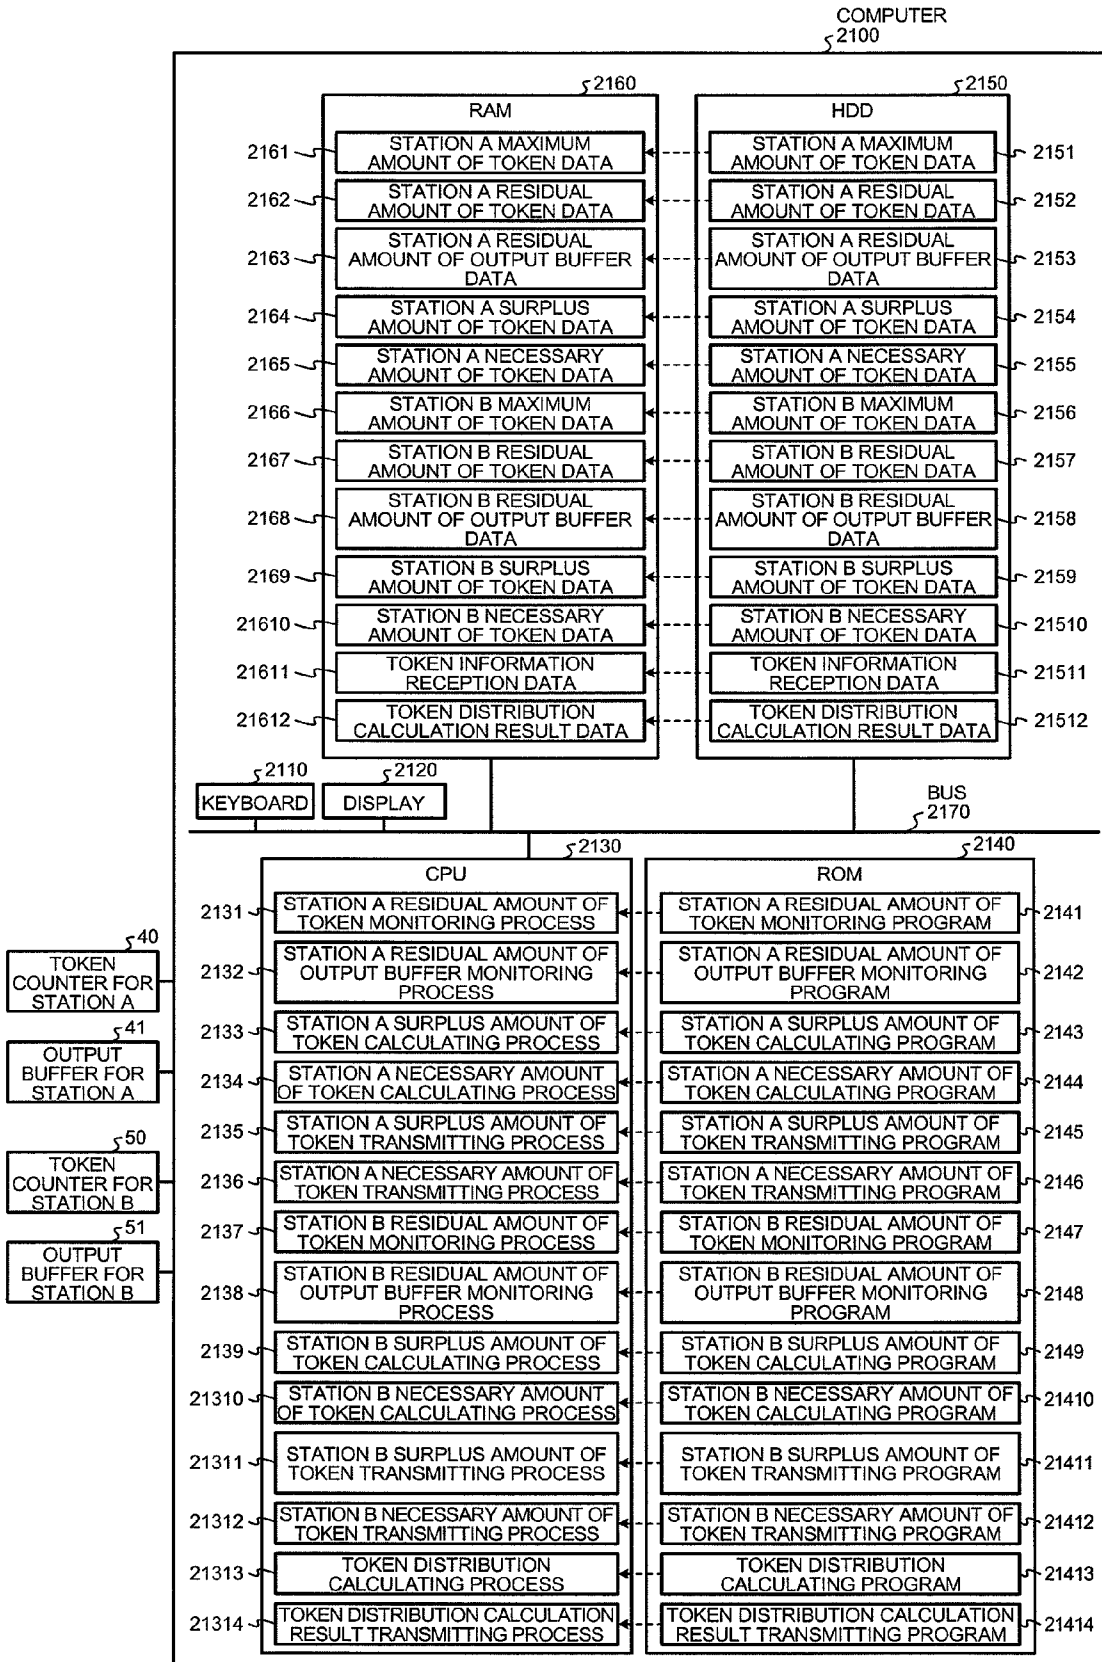 COMPUTER
2100
2160
2150
RAM
HDD
2161
STATION A MAXIMUM
AMOUNT OF TOKEN DATA
STATION A MAXIMUM
AMOUNT OF TOKEN DATA
2151
2162
STATION A RESIDUAL
AMOUNT OF TOKEN DATA
STATION A RESIDUAL
AMOUNT OF TOKEN DATA
2152
2163
STATION A RESIDUAL
AMOUNT OF OUTPUT BUFFER
DATA
STATION A RESIDUAL
AMOUNT OF OUTPUT BUFFER
DATA
2153
2164
STATION A SURPLUS
AMOUNT OF TOKEN DATA
STATION A SURPLUS
AMOUNT OF TOKEN DATA
2154
2165
STATION A NECESSARY
AMOUNT OF TOKEN DATA
STATION A NECESSARY
AMOUNT OF TOKEN DATA
2155
2166
STATION B MAXIMUM
AMOUNT OF TOKEN DATA
STATION B MAXIMUM
AMOUNT OF TOKEN DATA
2156
2167
STATION B RESIDUAL
AMOUNT OF TOKEN DATA
STATION B RESIDUAL
AMOUNT OF TOKEN DATA
2157
2168
STATION B RESIDUAL
AMOUNT OF OUTPUT BUFFER
DATA
STATION B RESIDUAL
AMOUNT OF OUTPUT BUFFER
DATA
2158
2169
STATION B SURPLUS
AMOUNT OF TOKEN DATA
STATION B SURPLUS
AMOUNT OF TOKEN DATA
2159
21610
STATION B NECESSARY
AMOUNT OF TOKEN DATA
STATION B NECESSARY
AMOUNT OF TOKEN DATA
21510
21611
TOKEN INFORMATION
RECEPTION DATA
TOKEN INFORMATION
RECEPTION DATA
21511
21612
TOKEN DISTRIBUTION
CALCULATION RESULT DATA
TOKEN DISTRIBUTION
CALCULATION RESULT DATA
21512
2110
KEYBOARD
2120
DISPLAY
BUS
2170
2130
2140
CPU
ROM
2131
STATION A RESIDUAL AMOUNT OF
TOKEN MONITORING PROCESS
STATION A RESIDUAL AMOUNT OF
TOKEN MONITORING PROGRAM
2141
40
TOKEN
COUNTER FOR
STATION A
2132
STATION A RESIDUAL AMOUNT OF
OUTPUT BUFFER MONITORING
PROCESS
STATION A RESIDUAL AMOUNT OF
OUTPUT BUFFER MONITORING
PROGRAM
2142
41
OUTPUT
BUFFER FOR
STATION A
2133
STATION A SURPLUS AMOUNT OF
TOKEN CALCULATING PROCESS
STATION A SURPLUS AMOUNT OF
TOKEN CALCULATING PROGRAM
2143
2134
STATION A NECESSARY AMOUNT
OF TOKEN CALCULATING PROCESS
STATION A NECESSARY AMOUNT OF
TOKEN CALCULATING PROGRAM
2144
2135
STATION A SURPLUS AMOUNT OF
TOKEN TRANSMITTING PROCESS
STATION A SURPLUS AMOUNT OF
TOKEN TRANSMITTING PROGRAM
2145
50
TOKEN
COUNTER FOR
STATION B
2136
STATION A NECESSARY AMOUNT OF
TOKEN TRANSMITTING PROCESS
STATION A NECESSARY AMOUNT OF
TOKEN TRANSMITTING PROGRAM
2146
51
OUTPUT
BUFFER FOR
STATION B
2137
STATION B RESIDUAL AMOUNT OF
TOKEN MONITORING PROCESS
STATION B RESIDUAL AMOUNT OF
TOKEN MONITORING PROGRAM
2147
2138
STATION B RESIDUAL AMOUNT OF
OUTPUT BUFFER MONITORING
PROCESS
STATION B RESIDUAL AMOUNT OF
OUTPUT BUFFER MONITORING
PROGRAM
2148
2139
STATION B SURPLUS AMOUNT OF
TOKEN CALCULATING PROCESS
STATION B SURPLUS AMOUNT OF
TOKEN CALCULATING PROGRAM
2149
21310
STATION B NECESSARY AMOUNT
OF TOKEN CALCULATING PROCESS
STATION B NECESSARY AMOUNT OF
TOKEN CALCULATING PROGRAM
21410
21311
STATION B SURPLUS AMOUNT OF
TOKEN TRANSMITTING PROCESS
STATION B SURPLUS AMOUNT OF
TOKEN TRANSMITTING PROGRAM
21411
21312
STATION B NECESSARY AMOUNT OF
TOKEN TRANSMITTING PROCESS
STATION B NECESSARY AMOUNT OF
TOKEN TRANSMITTING PROGRAM
21412
21313
TOKEN DISTRIBUTION
CALCULATING PROCESS
TOKEN DISTRIBUTION
CALCULATING PROGRAM
21413
21314
TOKEN DISTRIBUTION CALCULATION
RESULT TRANSMITTING PROCESS
TOKEN DISTRIBUTION CALCULATION
RESULT TRANSMITTING PROGRAM
21414